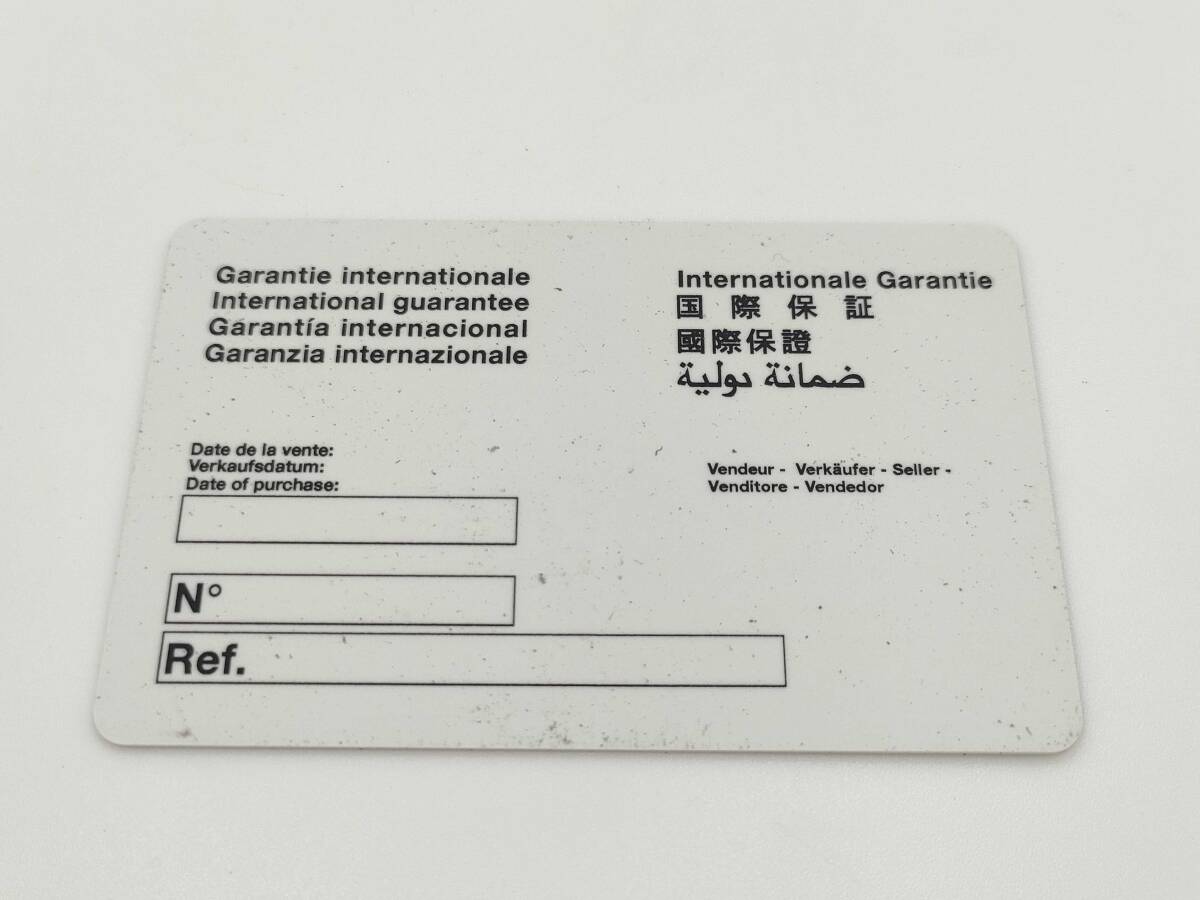 Garantie internationale
International guarantee
Garantía internacional
Garanzia internazionale
Internationale Garantie
国際保証
國際保證
ضمانة دولية
Date de la vente:
Verkaufsdatum:
Date of purchase:
Vendeur - Verkäufer - Seller -
Venditore - Vendedor
N°
Ref.